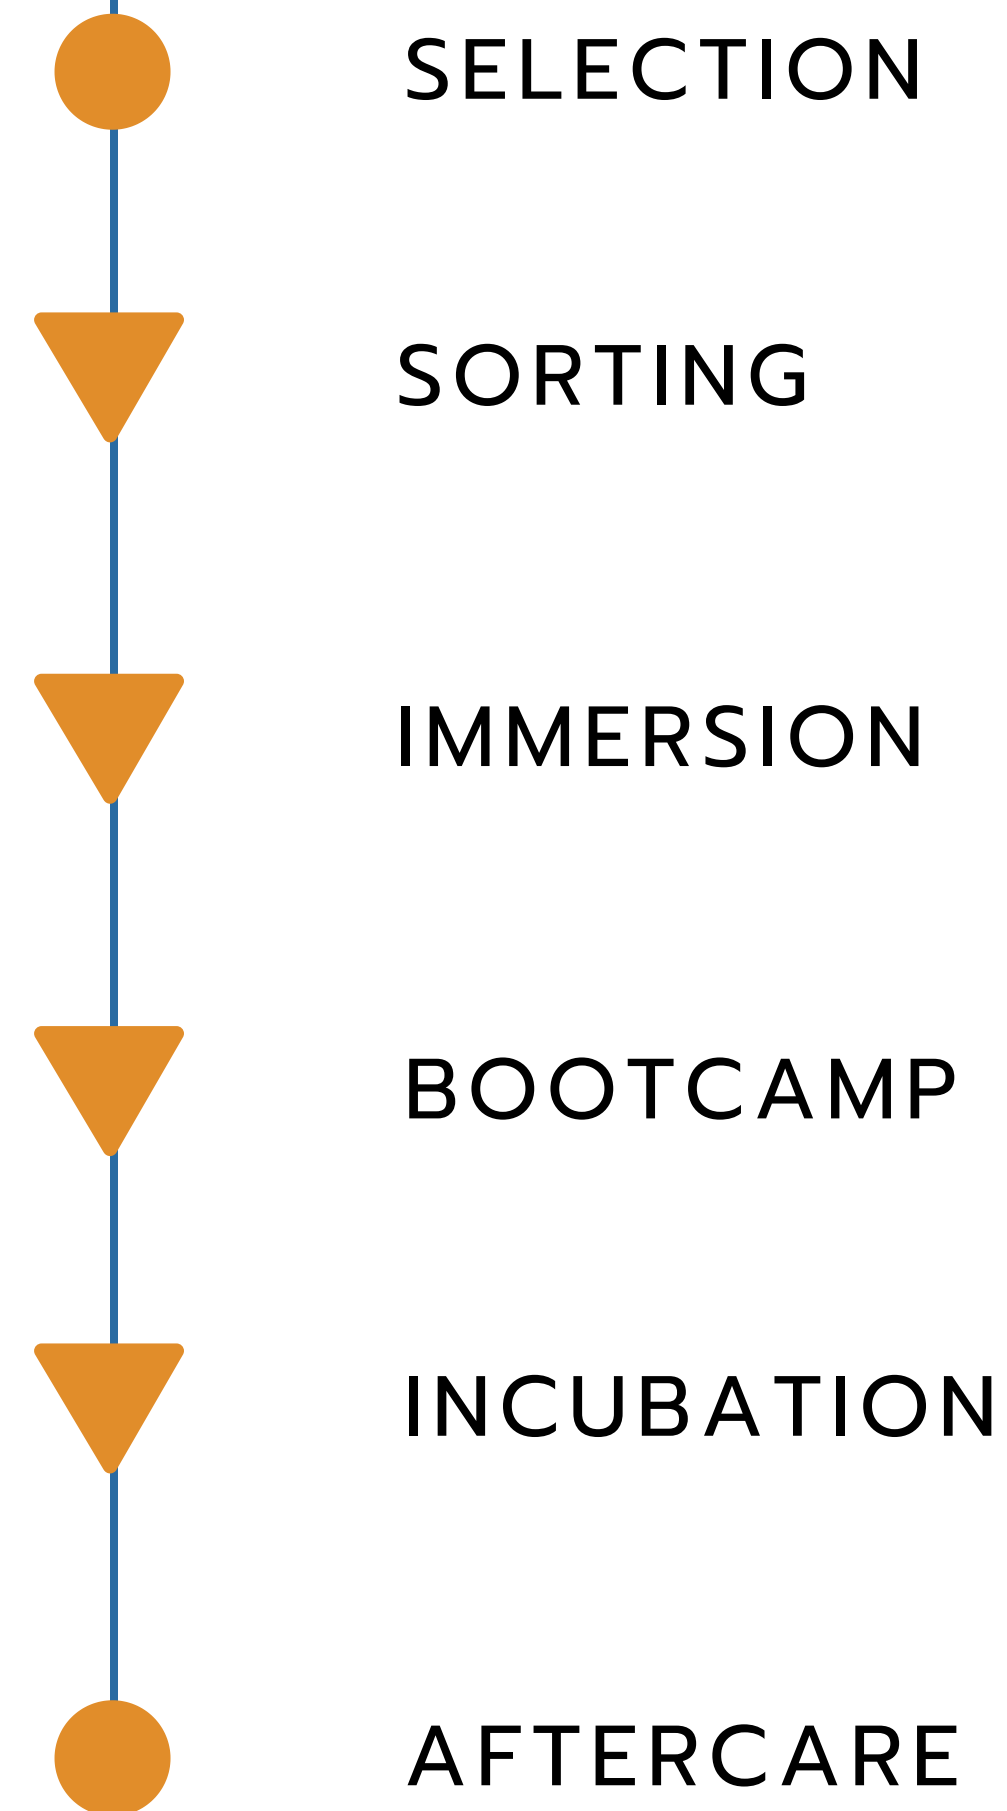 SELECTION
SORTING
IMMERSION
BOOTCAMP
INCUBATION
AFTERCARE